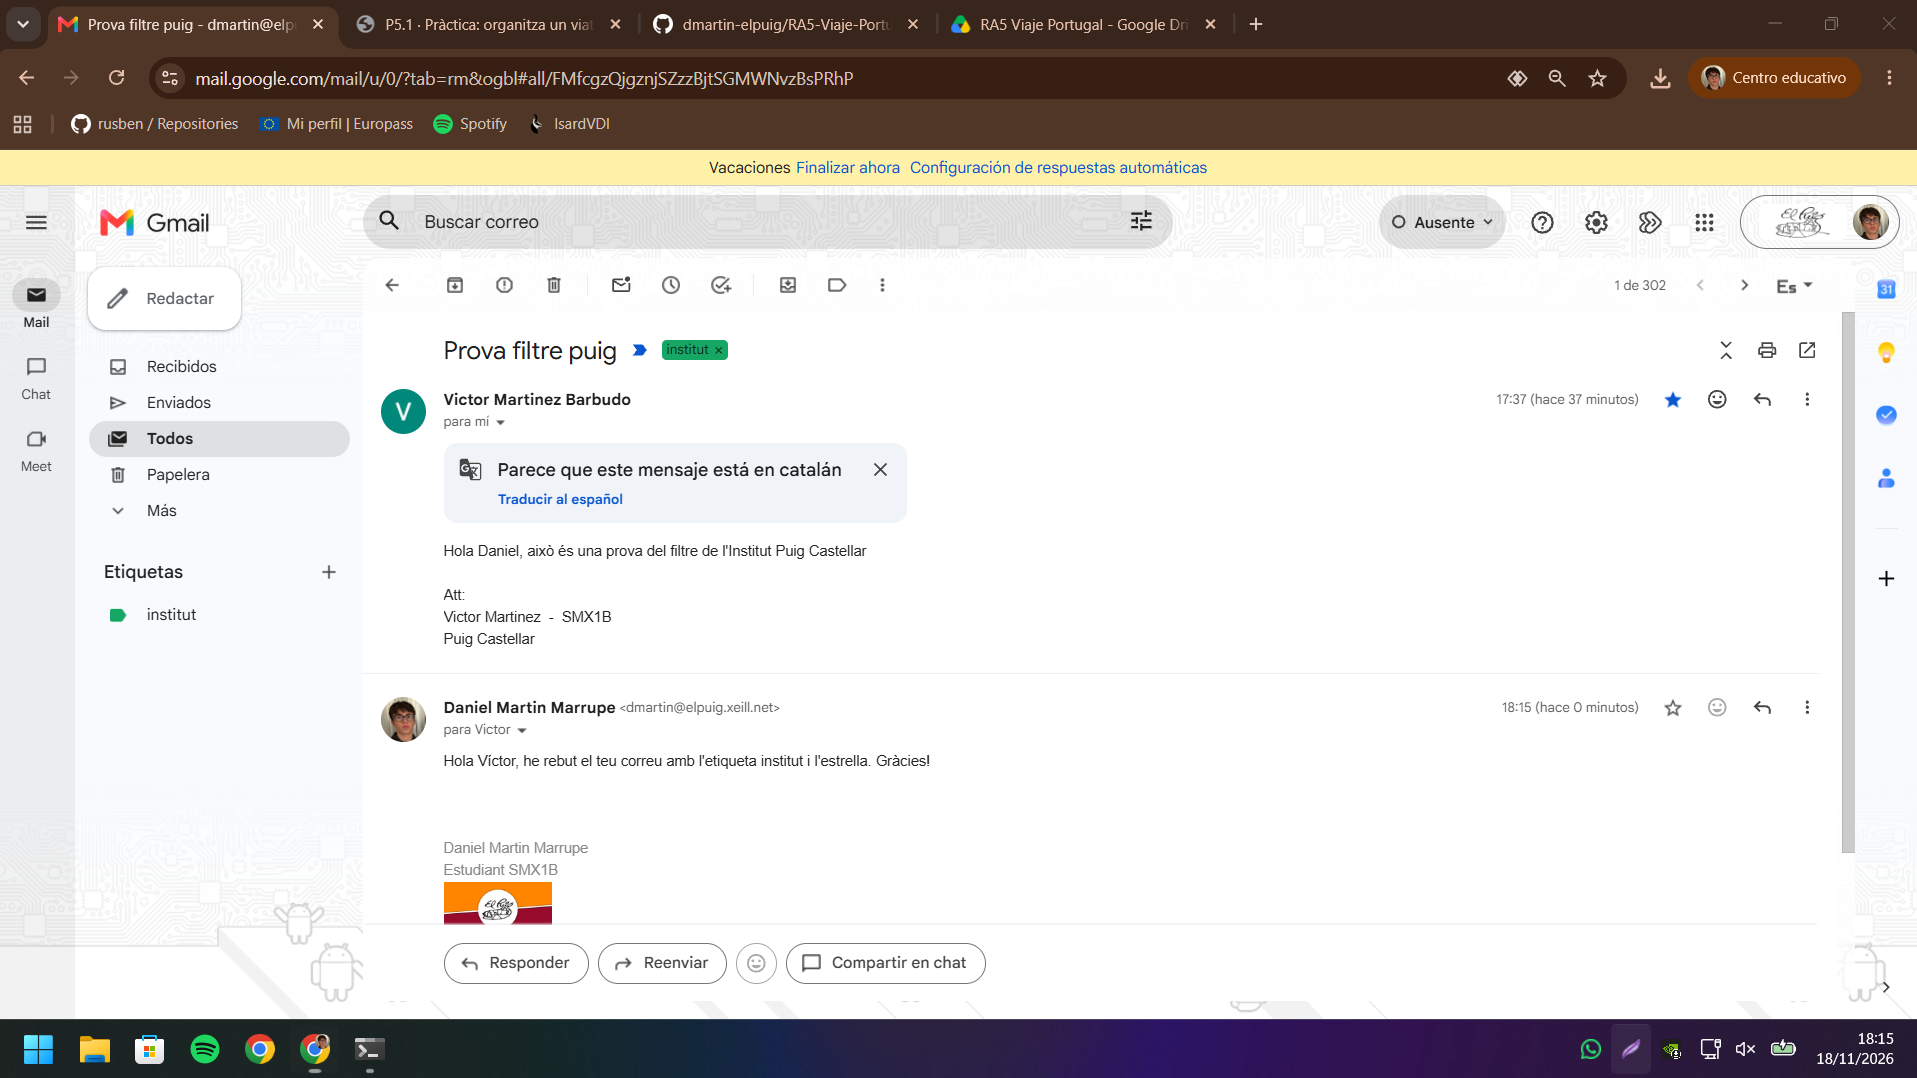 Prova filtre puig - dmartin@elp
P5.1 · Pràctica: organitza un viat
dmartin-elpuig/RA5-Viaje-Portu
RA5 Viaje Portugal - Google Dri
mail.google.com/mail/u/0/?tab=rm&ogbl#all/FMfcgzQjgznjSZzzBjtSGMWNvzBsPRhP
Centro educativo
rusben / Repositories
Mi perfil | Europass
Spotify
IsardVDI
Vacaciones Finalizar ahora Configuración de respuestas automáticas
Gmail
Buscar correo
Ausente
Mail
Chat
Meet
Redactar
Recibidos
Enviados
Todos
Papelera
Más
Etiquetas
institut
1 de 302
Es
Prova filtre puig
institut ×
Victor Martinez Barbudo
17:37 (hace 37 minutos)
para mí
Parece que este mensaje está en catalán
Traducir al español
Hola Daniel, això és una prova del filtre de l'Institut Puig Castellar
Att:
Victor Martinez - SMX1B
Puig Castellar
Daniel Martin Marrupe <dmartin@elpuig.xeill.net>
18:15 (hace 0 minutos)
para Victor
Hola Víctor, he rebut el teu correu amb l'etiqueta institut i l'estrella. Gràcies!
Daniel Martin Marrupe
Estudiant SMX1B
El Puig
Responder
Reenviar
Compartir en chat
31
18:15
18/11/2026